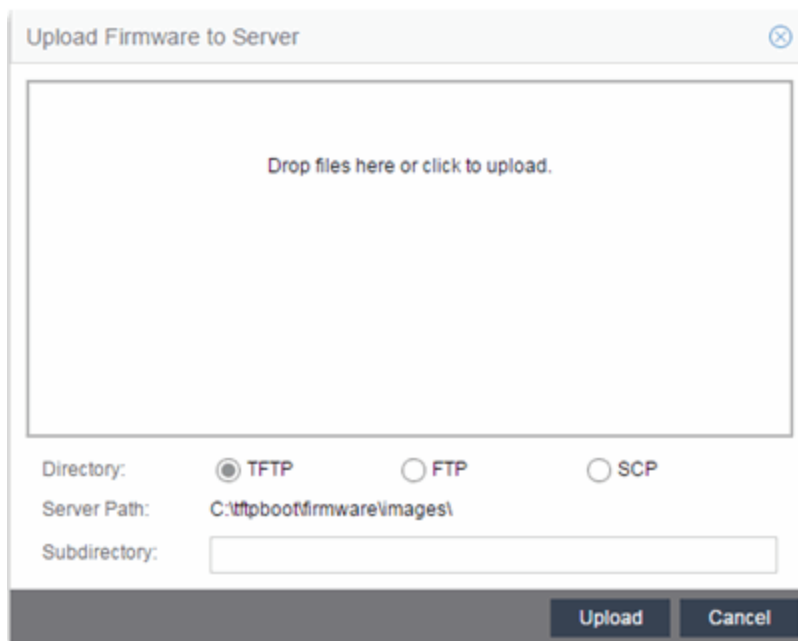 Upload Firmware to Server
Drop files here or click to upload.
Directory: TFTP FTP SCP
Server Path: C:\tftpboot\firmware\images\
Subdirectory:
Upload Cancel